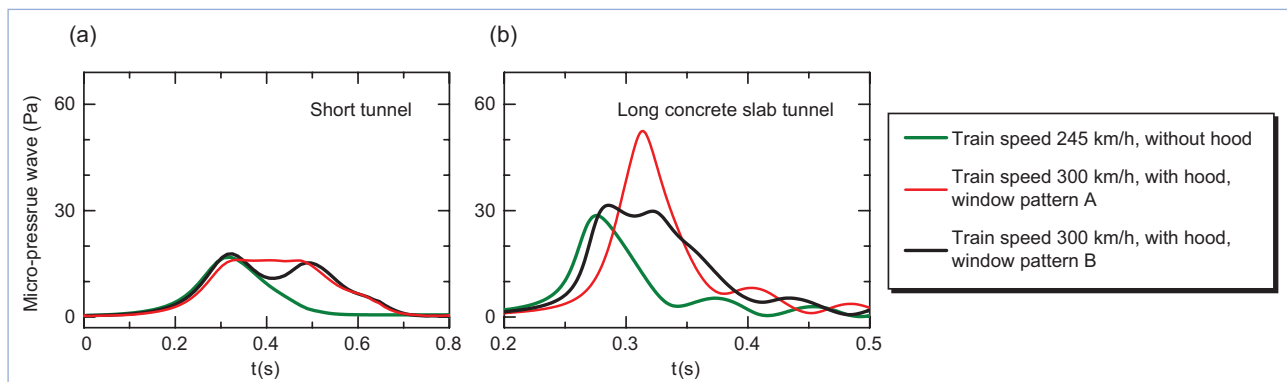 (a)
(b)
Micro-pressrue wave (Pa)
60
30
0
Short tunnel
0 0.2 0.4 0.6 0.8
t(s)
60
30
0
Long concrete slab tunnel
0.2 0.3 0.4 0.5
t(s)
Train speed 245 km/h, without hood
Train speed 300 km/h, with hood,
window pattern A
Train speed 300 km/h, with hood,
window pattern B